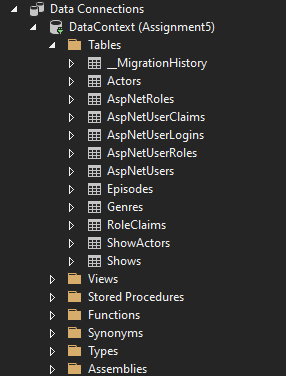 Data Connections
DataContext (Assignment5)
Tables
__MigrationHistory
Actors
AspNetRoles
AspNetUserClaims
AspNetUserLogins
AspNetUserRoles
AspNetUsers
Episodes
Genres
RoleClaims
ShowActors
Shows
Views
Stored Procedures
Functions
Synonyms
Types
Assemblies